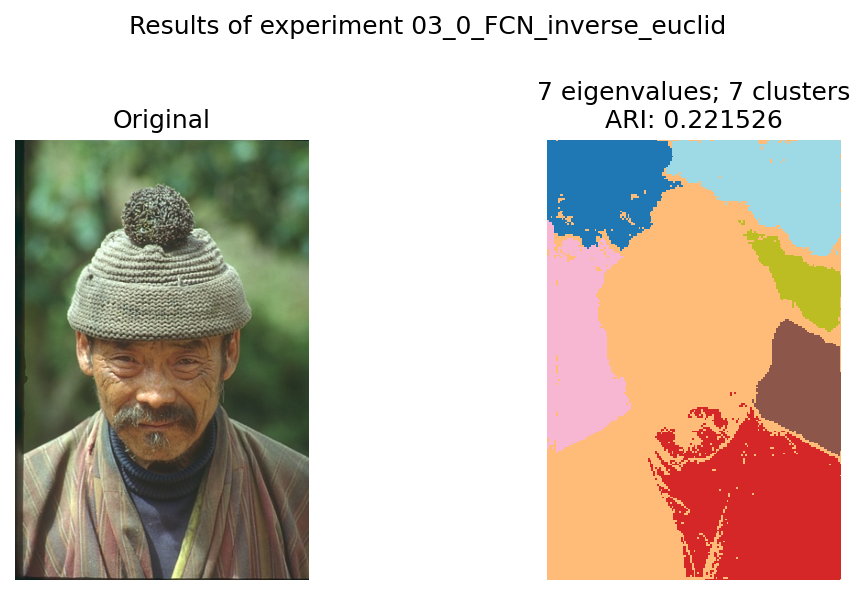 Results of experiment 03_0_FCN_inverse_euclid
Original
7 eigenvalues; 7 clusters
ARI: 0.221526